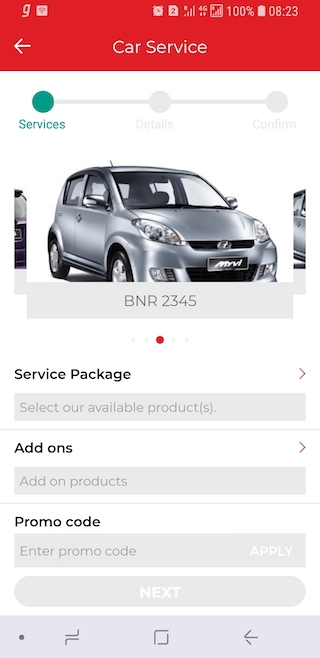 100% 08:23
Car Service
Services Details Confirm
Myvi
BNR 2345
Service Package
Select our available product(s).
Add ons
Add on products
Promo code
Enter promo code APPLY
NEXT